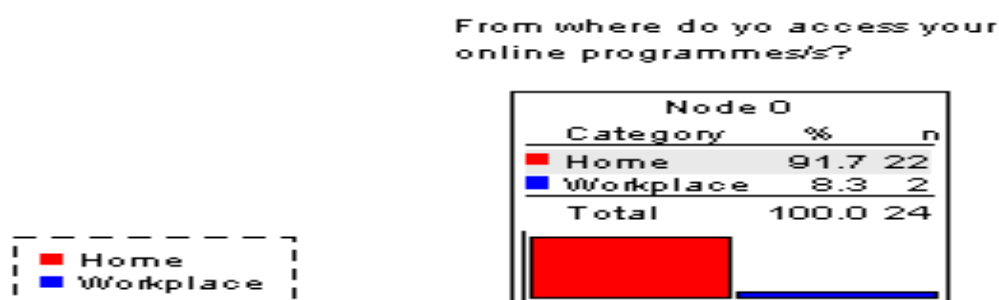 From where do yo access your
online programmes/s?
Node 0
Category % n
Home 91.7 22
Workplace 8.3 2
Total 100.0 24
Home
Workplace